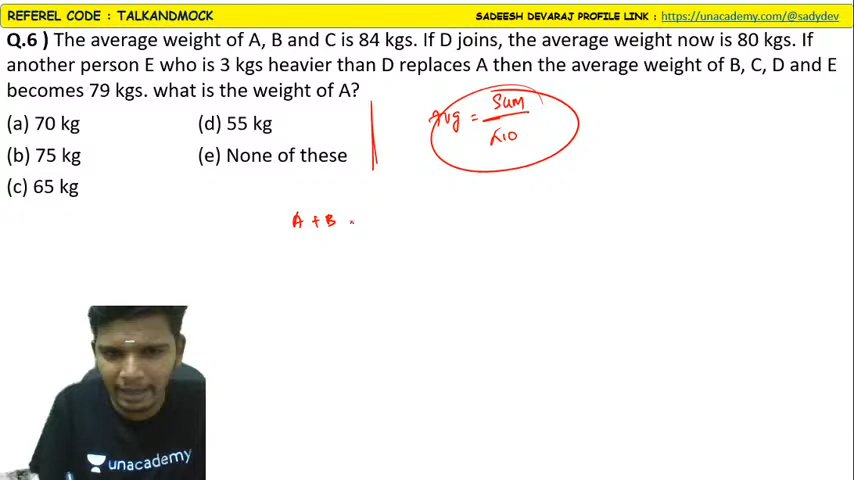 REFEREL CODE : TALKANDMOCK
SADEESH DEVARAJ PROFILE LINK : https://unacademy.com/@sadydev
Q.6 ) The average weight of A, B and C is 84 kgs. If D joins, the average weight now is 80 kgs. If
another person E who is 3 kgs heavier than D replaces A then the average weight of B, C, D and E
becomes 79 kgs. what is the weight of A?
(a) 70 kg
(d) 55 kg
(b) 75 kg
(e) None of these
(c) 65 kg
Avg = Sum
A + B
unacademy